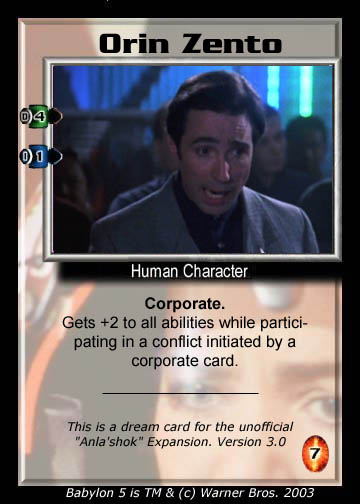 Orin Zento
0 4
0 1
Human Character
Corporate.
Gets +2 to all abilities while partici-
pating in a conflict initiated by a
corporate card.
This is a dream card for the unofficial
"Anla'shok" Expansion. Version 3.0
7
Babylon 5 is TM & (c) Warner Bros. 2003